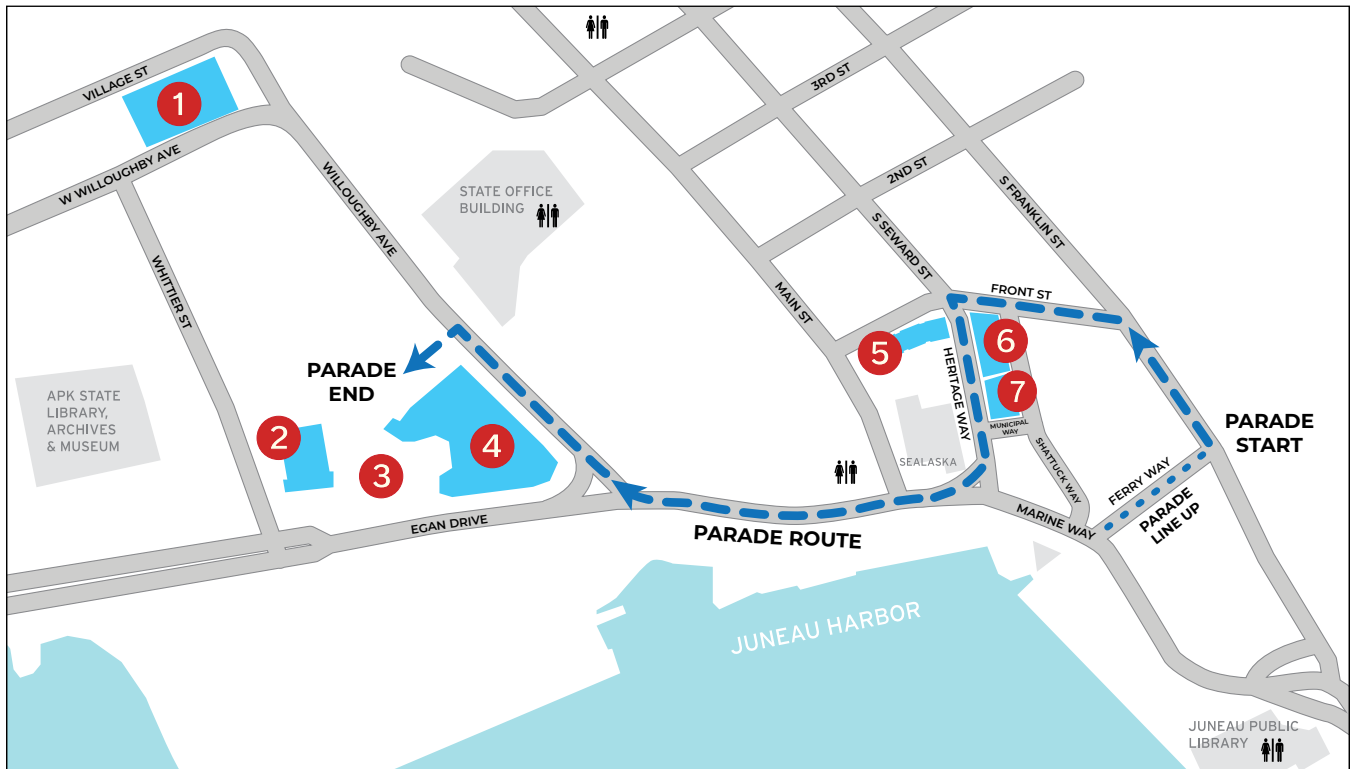 VILLAGE ST
1
W WILLOUGHBY AVE
WILLOUGHBY AVE
WHITTIER ST
STATE OFFICE
BUILDING
3RD ST
2ND ST
S FRANKLIN ST
S SEWARD ST
MAIN ST
FRONT ST
5
6
7
HERITAGE WAY
MUNICIPAL
WAY
SHATTUCK WAY
SEALASKA
PARADE
START
FERRY WAY
PARADE
LINE UP
MARINE WAY
PARADE
END
APK STATE
LIBRARY,
ARCHIVES
& MUSEUM
2
3
4
EGAN DRIVE
PARADE ROUTE
JUNEAU HARBOR
JUNEAU PUBLIC
LIBRARY